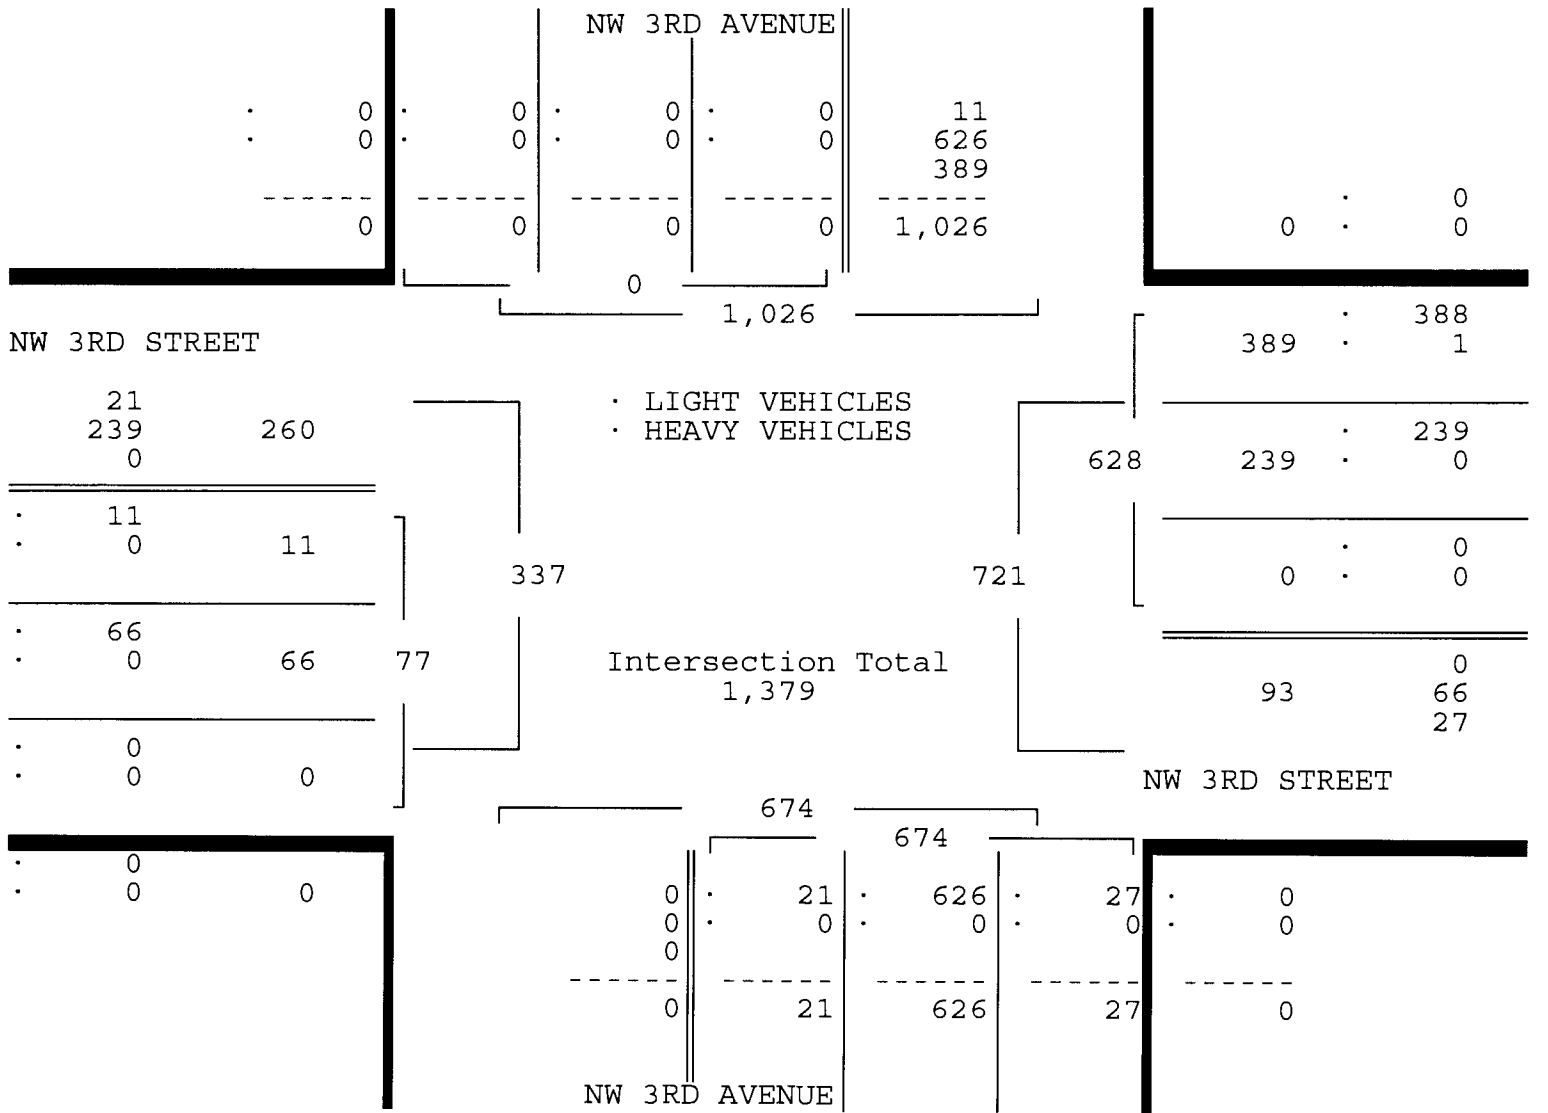 NW 3RD AVENUE
· 0 · 0 · 0 · 0 11
· 0 · 0 · 0 · 0 626
389
------ ------ ------ ------ ------ · 0
0 0 0 0 1,026 0 · 0
0
1,026 · 388
NW 3RD STREET 389 · 1
21 · LIGHT VEHICLES
239 260 · HEAVY VEHICLES · 239
0 628 239 · 0
· 11
· 0 11 · 0
337 721 0 · 0
· 66
· 0 66 77 Intersection Total 0
1,379 93 66
27
· 0
· 0 0 NW 3RD STREET
674
674
· 0
· 0 0 0 · 21 · 626 · 27 · 0
0 · 0 · 0 · 0 · 0
0
------ ------ ------ ------ ------
0 21 626 27 0
NW 3RD AVENUE